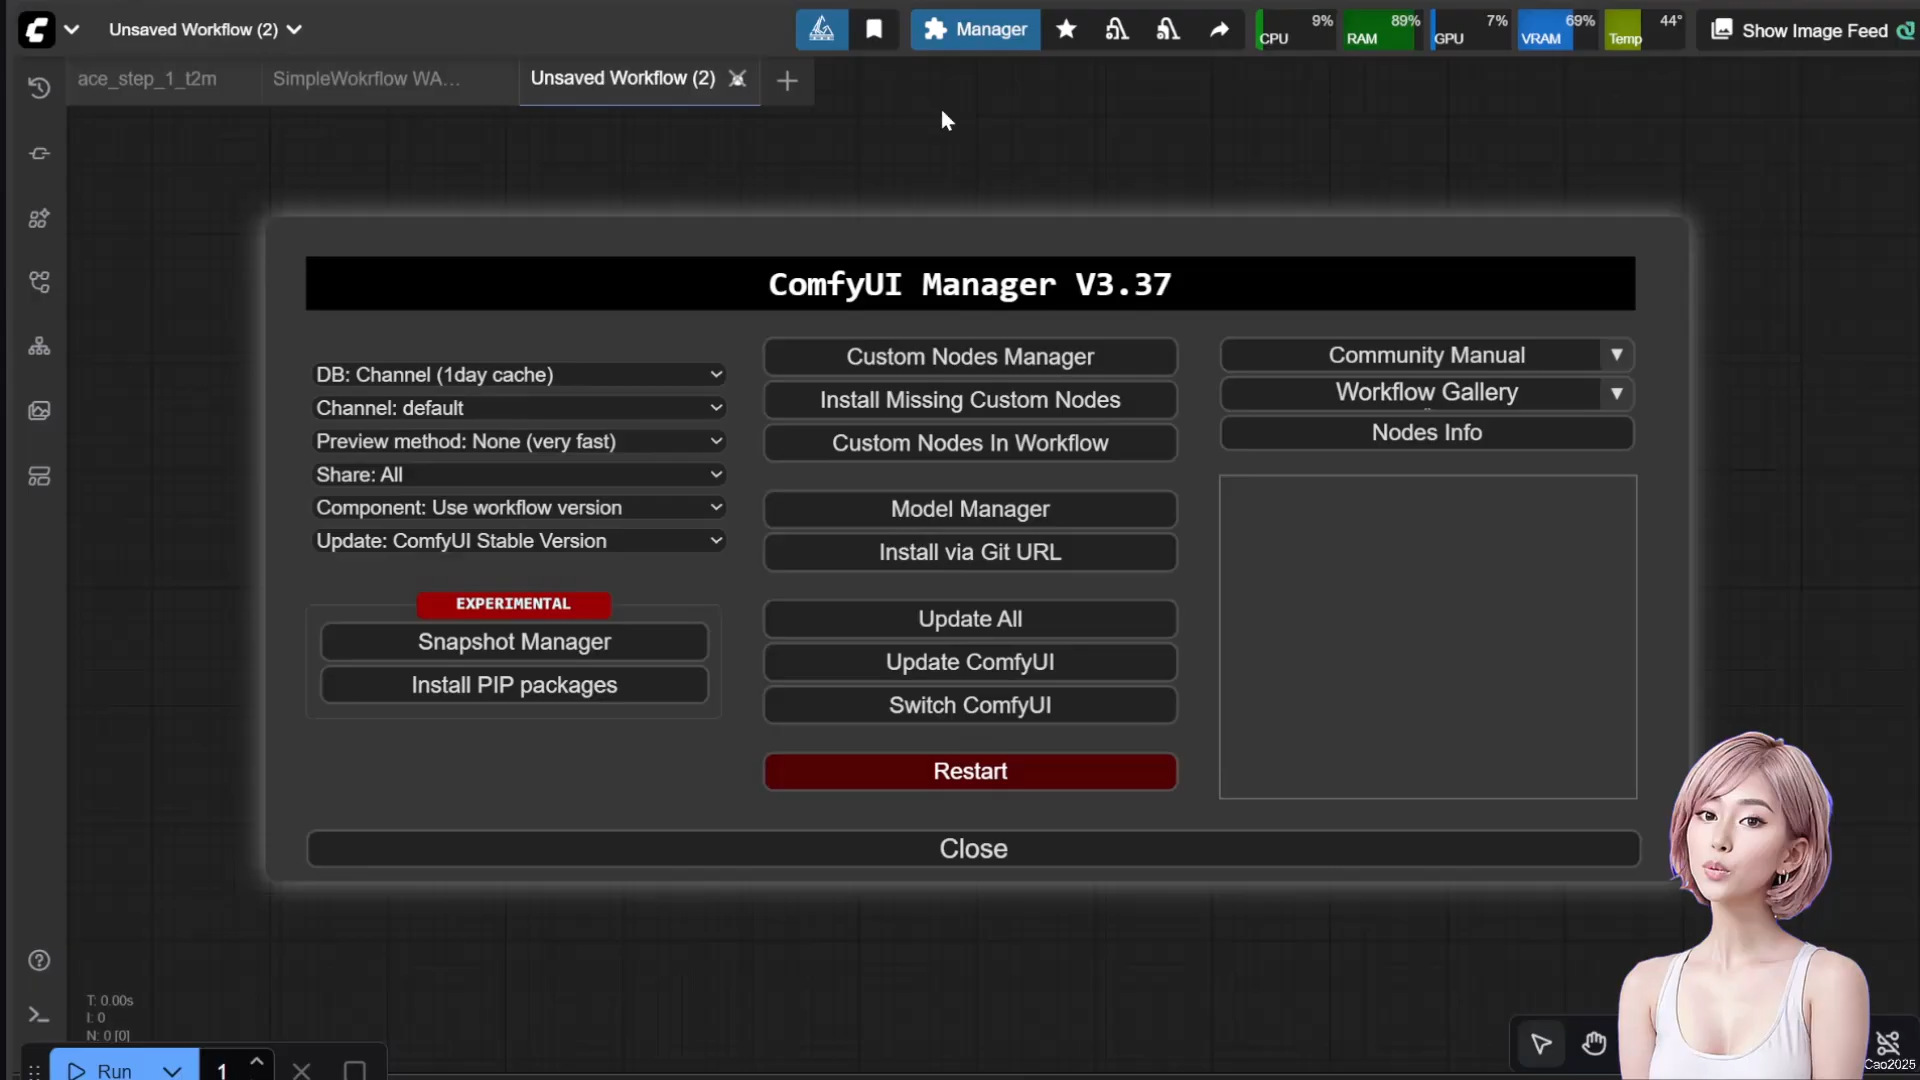 Unsaved Workflow (2)
Manager
CPU 9%
RAM 89%
GPU 7%
VRAM 69%
Temp 44°
Show Image Feed
ace_step_1_t2m
SimpleWokrflow WA...
Unsaved Workflow (2)
ComfyUI Manager V3.37
DB: Channel (1day cache)
Channel: default
Preview method: None (very fast)
Share: All
Component: Use workflow version
Update: ComfyUI Stable Version
EXPERIMENTAL
Snapshot Manager
Install PIP packages
Custom Nodes Manager
Install Missing Custom Nodes
Custom Nodes In Workflow
Model Manager
Install via Git URL
Update All
Update ComfyUI
Switch ComfyUI
Restart
Community Manual
Workflow Gallery
Nodes Info
Close
T: 0.00s
I: 0
N: 0 [0]
Run
1
Cao2025